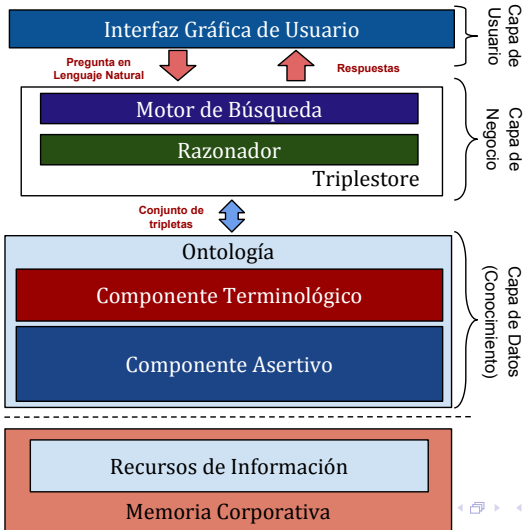 Interfaz Gráfica de Usuario
Capa de
Usuario
Pregunta en
Lenguaje Natural
Respuestas
Motor de Búsqueda
Razonador
Triplestore
Capa de
Negocio
Conjunto de
tripletas
Ontología
Componente Terminológico
Componente Asertivo
Capa de Datos
(Conocimiento)
Recursos de Información
Memoria Corporativa